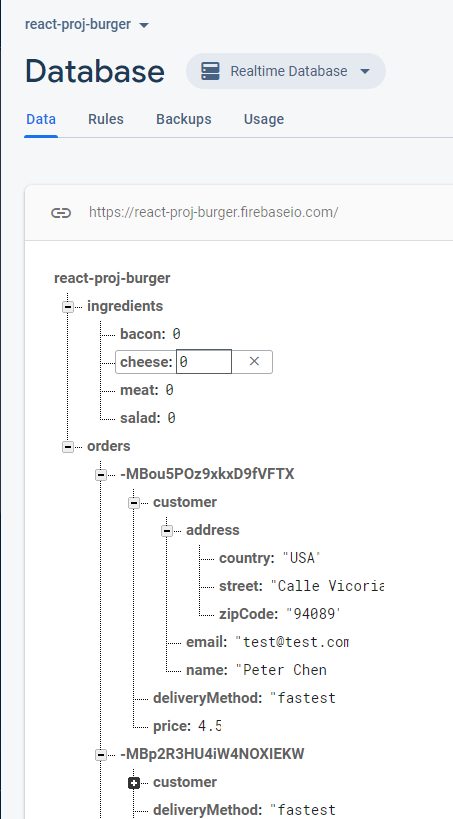 react-proj-burger
Database Realtime Database
Data Rules Backups Usage
https://react-proj-burger.firebaseio.com/
react-proj-burger
ingredients
bacon: 0
cheese: 0
meat: 0
salad: 0
orders
-MBou5POz9xkxD9fVFTX
customer
address
country: "USA"
street: "Calle Vicoria
zipCode: "94089"
email: "test@test.com
name: "Peter Chen
deliveryMethod: "fastest
price: 4.5
-MBp2R3HU4iW4NOXIEKW
customer
deliveryMethod: "fastest